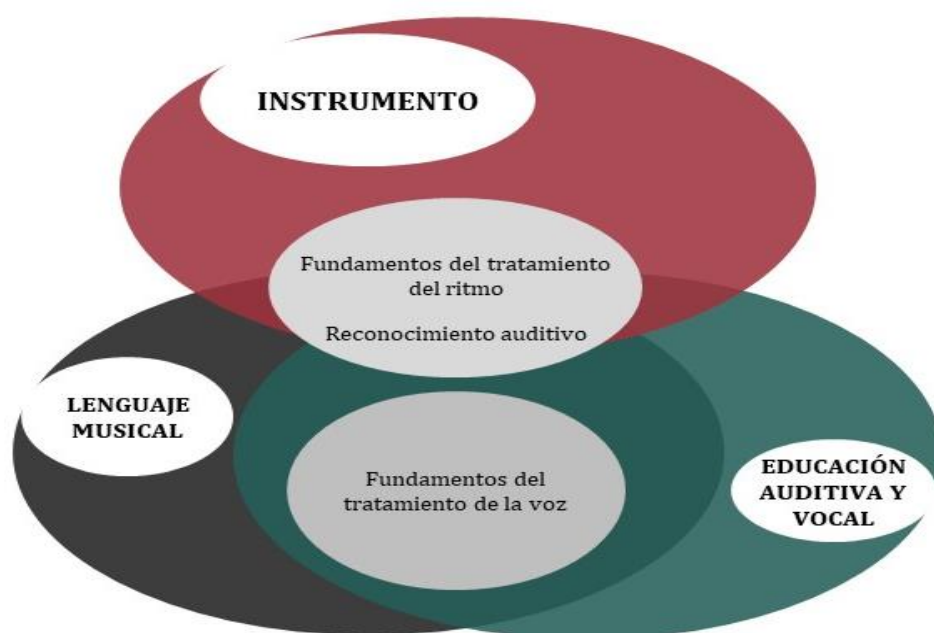 INSTRUMENTO
Fundamentos del tratamiento
del ritmo
Reconocimiento auditivo
LENGUAJE
MUSICAL
Fundamentos del
tratamiento de la voz
EDUCACIÓN
AUDITIVA Y
VOCAL